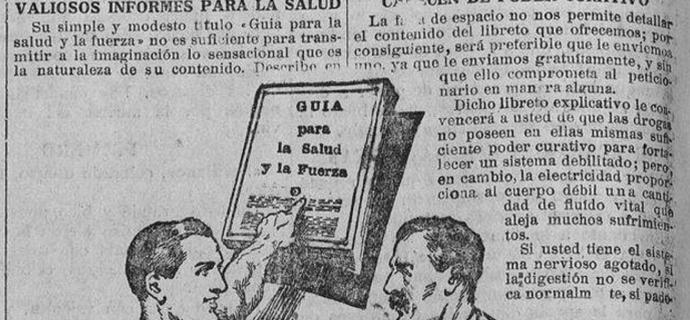 VALIOSOS INFORMES PARA LA SALUD
Su simple y modesto titulo «Guia para la
salud y la fuerza» no es suficiente para trans-
mitir a la imaginación lo sensacional que es
la naturaleza de su contenido. Describe en
GUIA
para
la Salud
y la Fuerza
DE PODER CURATIVO
La de espacio no nos permite detallar
el contenido del libreto que ofrecemos; por
consiguiente, será preferible que le enviemos
uno, ya que le enviamos gratuitamente, y sin
que ello comprometa al peticio-
nario en manera alguna.
Dicho libreto explicativo le con-
vencerá a usted de que las drogas
no poseen en ellas mismas sufi-
ciente poder curativo para forta-
lecer un sistema debilitado; pero,
en cambio, la electricidad propor-
ciona al cuerpo débil una canti-
dad de fluído vital que
aleja muchos sufrimien-
tos.
Si usted tiene el siste-
ma nervioso agotado, si
la digestión no se verifi-
ca normalm te, si pade-